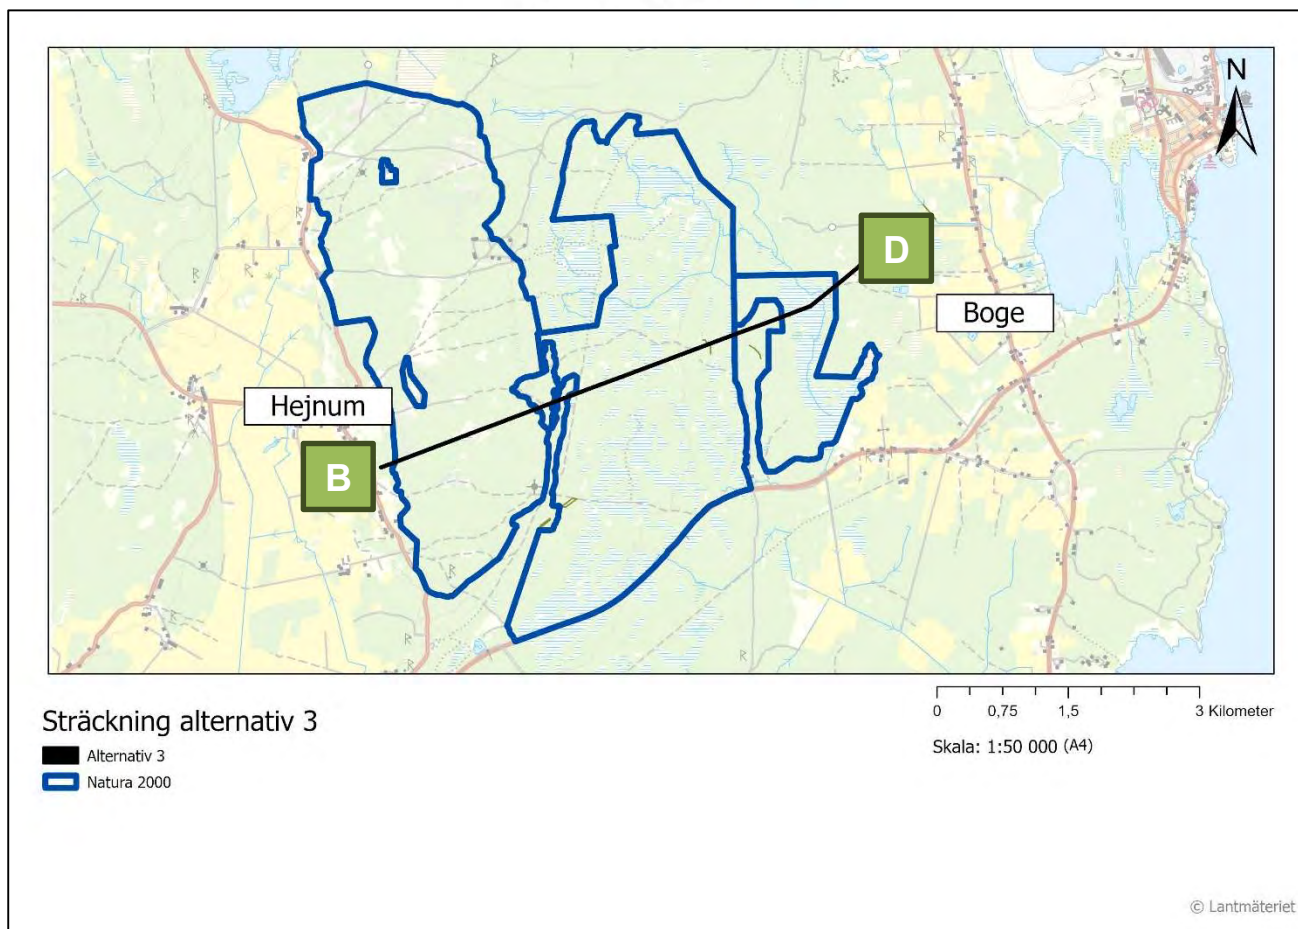 N
D
Boge
Hejnum
B
Sträckning alternativ 3
Alternativ 3
Natura 2000
0 0,75 1,5 3 Kilometer
Skala: 1:50 000 (A4)
© Lantmäteriet